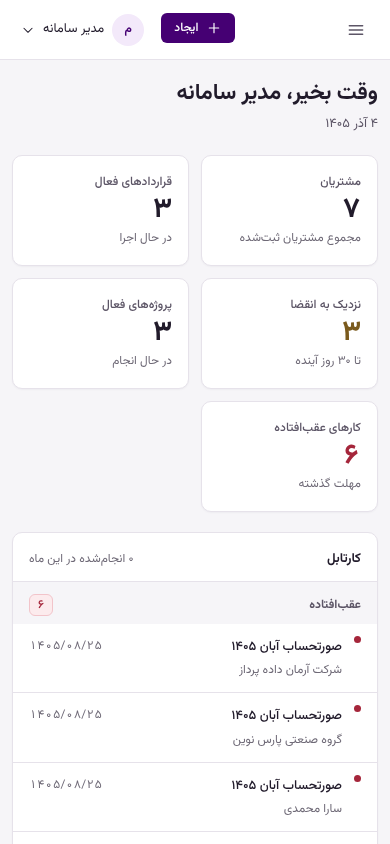 ایجاد
م
مدیر سامانه
وقت بخیر، مدیر سامانه
۴ آذر ۱۴۰۵
مشتریان
۷
مجموع مشتریان ثبت‌شده
قراردادهای فعال
۳
در حال اجرا
نزدیک به انقضا
۳
تا ۳۰ روز آینده
پروژه‌های فعال
۳
در حال انجام
کارهای عقب‌افتاده
۶
مهلت گذشته
کارتابل
۰ انجام‌شده در این ماه
عقب‌افتاده
۶
صورتحساب آبان ۱۴۰۵
۱۴۰۵/۰۸/۲۵
شرکت آرمان داده پرداز
صورتحساب آبان ۱۴۰۵
۱۴۰۵/۰۸/۲۵
گروه صنعتی پارس نوین
صورتحساب آبان ۱۴۰۵
۱۴۰۵/۰۸/۲۵
سارا محمدی